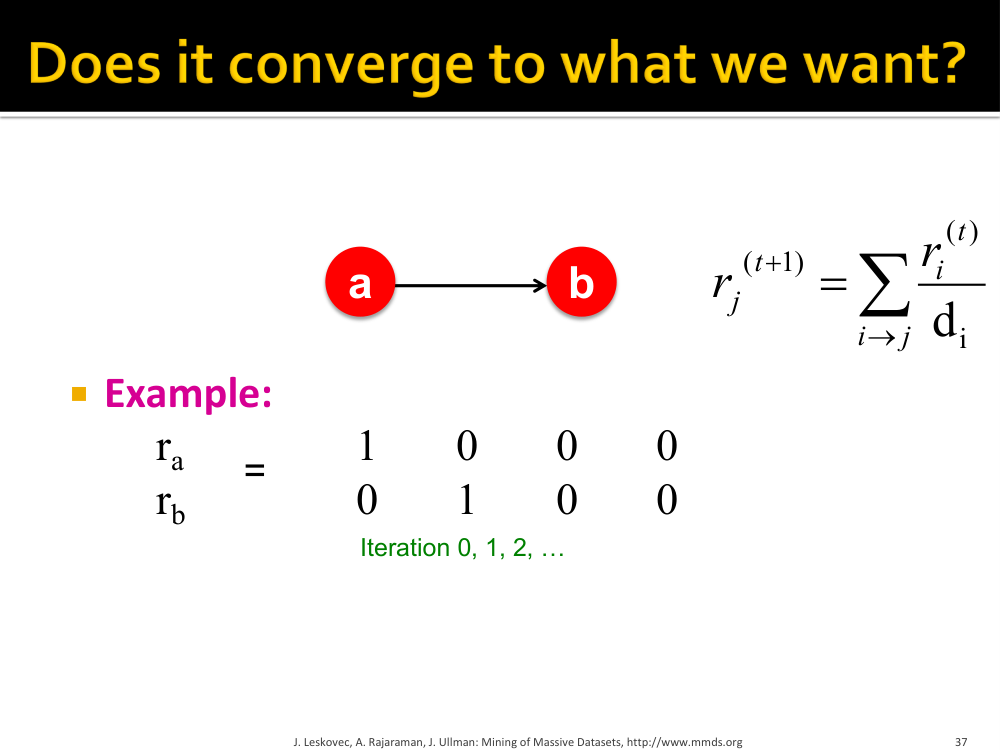 Does it converge to what we want?
a b
r_j^{(t+1)} = \sum_{i \to j} \frac{r_i^{(t)}}{d_i}
Example:
r_a = 1 0 0 0
r_b 0 1 0 0
Iteration 0, 1, 2, …
J. Leskovec, A. Rajaraman, J. Ullman: Mining of Massive Datasets, http://www.mmds.org 37